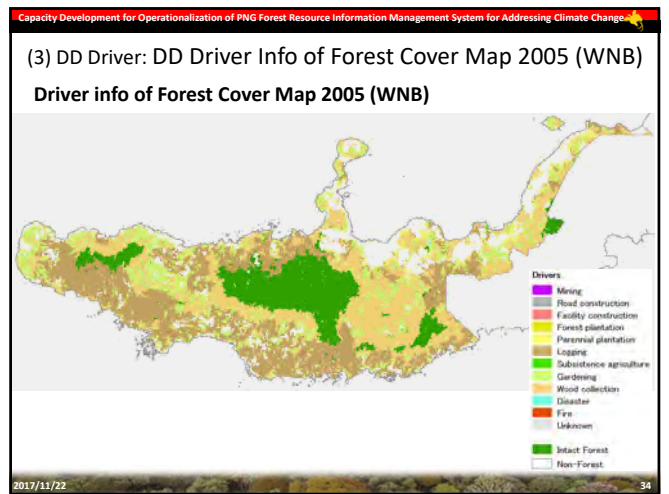 Capacity Development for Operationalization of PNG Forest Resource Information Management System for Addressing Climate Change
(3) DD Driver: DD Driver Info of Forest Cover Map 2005 (WNB)
Driver info of Forest Cover Map 2005 (WNB)
Drivers
Mining
Road construction
Facility construction
Forest plantation
Perennial plantation
Logging
Subsistence agriculture
Gardening
Wood collection
Disaster
Fire
Unknown
Intact Forest
Non-Forest
2017/11/22
34